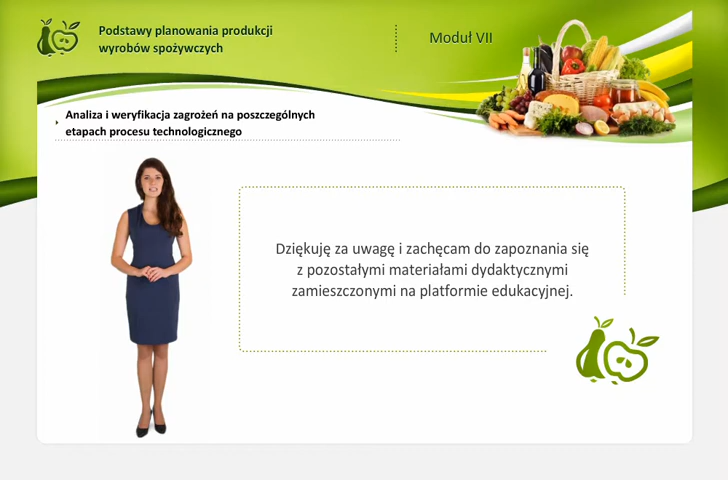 Podstawy planowania produkcji
wyrobów spożywczych
Moduł VII
Analiza i weryfikacja zagrożeń na poszczególnych
etapach procesu technologicznego
Dziękuję za uwagę i zachęcam do zapoznania się
z pozostałymi materiałami dydaktycznymi
zamieszczonymi na platformie edukacyjnej.